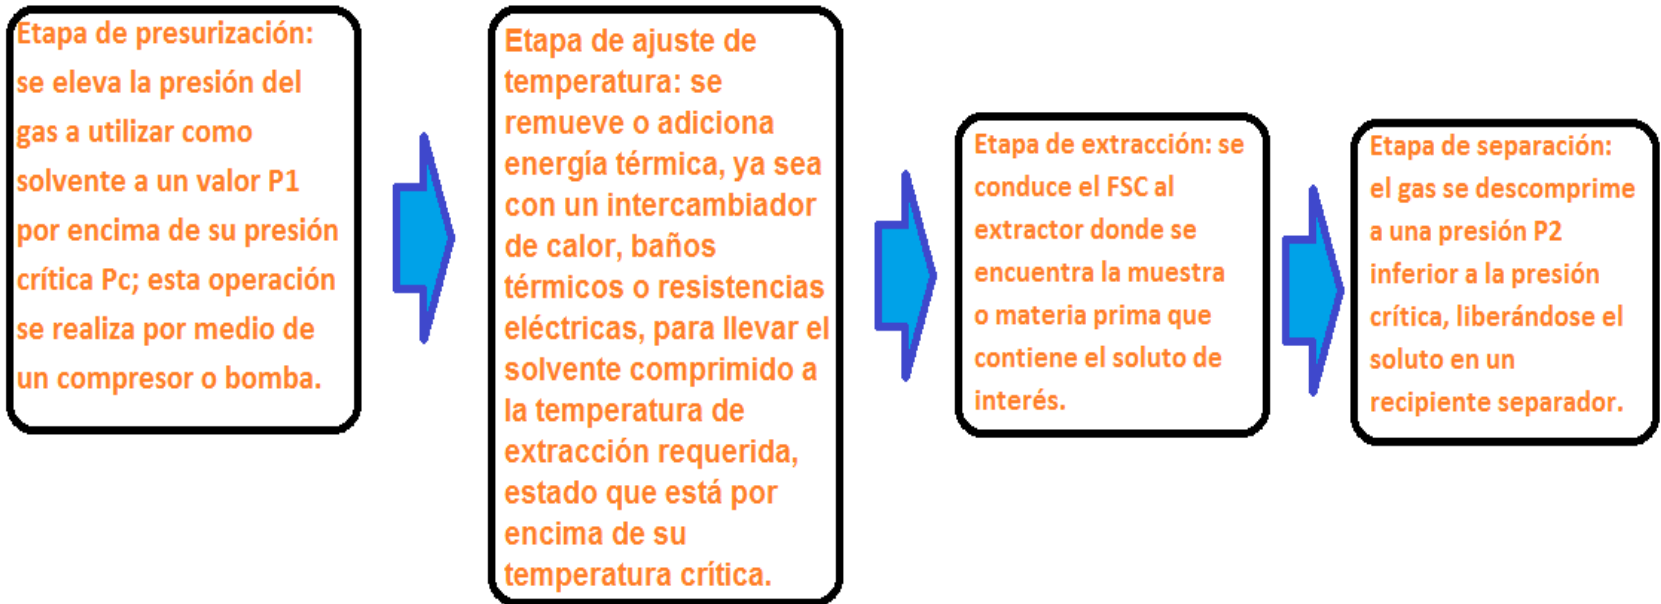 Etapa de presurización:
se eleva la presión del
gas a utilizar como
solvente a un valor P1
por encima de su presión
crítica Pc; esta operación
se realiza por medio de
un compresor o bomba.
Etapa de ajuste de
temperatura: se
remueve o adiciona
energía térmica, ya sea
con un intercambiador
de calor, baños
térmicos o resistencias
eléctricas, para llevar el
solvente comprimido a
la temperatura de
extracción requerida,
estado que está por
encima de su
temperatura crítica.
Etapa de extracción: se
conduce el FSC al
extractor donde se
encuentra la muestra
o materia prima que
contiene el soluto de
interés.
Etapa de separación:
el gas se descomprime
a una presión P2
inferior a la presión
crítica, liberándose el
soluto en un
recipiente separador.